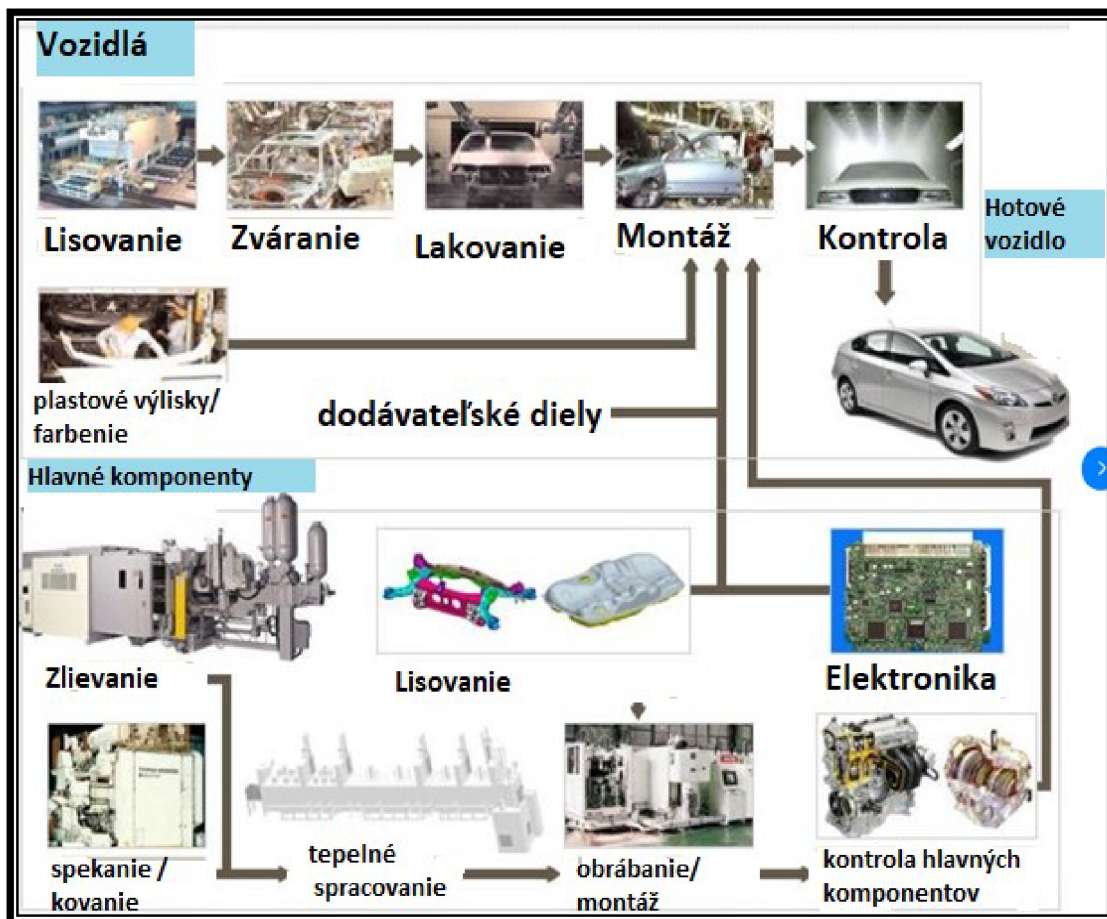 Vozidlá
Lisovanie
Zváranie
Lakovanie
Montáž
Kontrola
Hotové
vozidlo
plastové výlisky/
farbenie
dodávateľské diely
Hlavné komponenty
Zlievanie
Lisovanie
Elektronika
spekanie /
kovanie
tepelné
spracovanie
obrábanie/
montáž
kontrola hlavných
komponentov